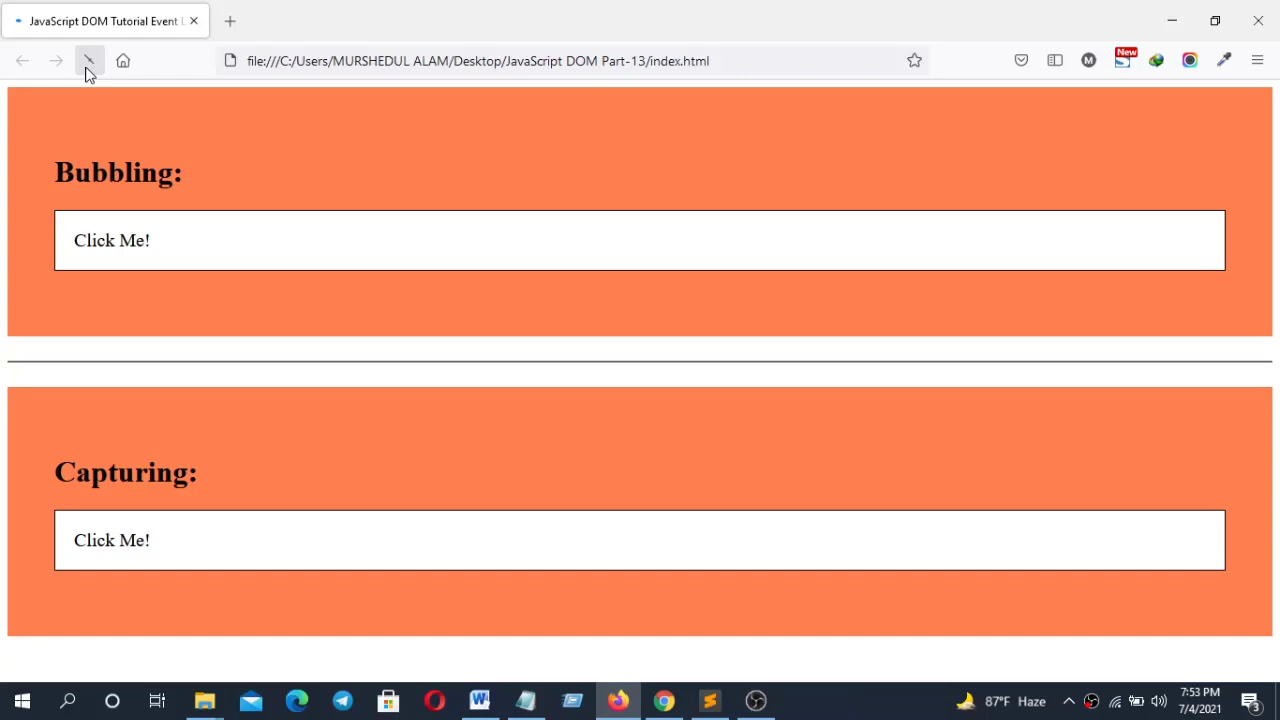 JavaScript DOM Tutorial Event L
file:///C:/Users/MURSHEDUL ALAM/Desktop/JavaScript DOM Part-13/index.html
New
M
Bubbling:
Click Me!
Capturing:
Click Me!
87°F Haze
7:53 PM
7/4/2021
3